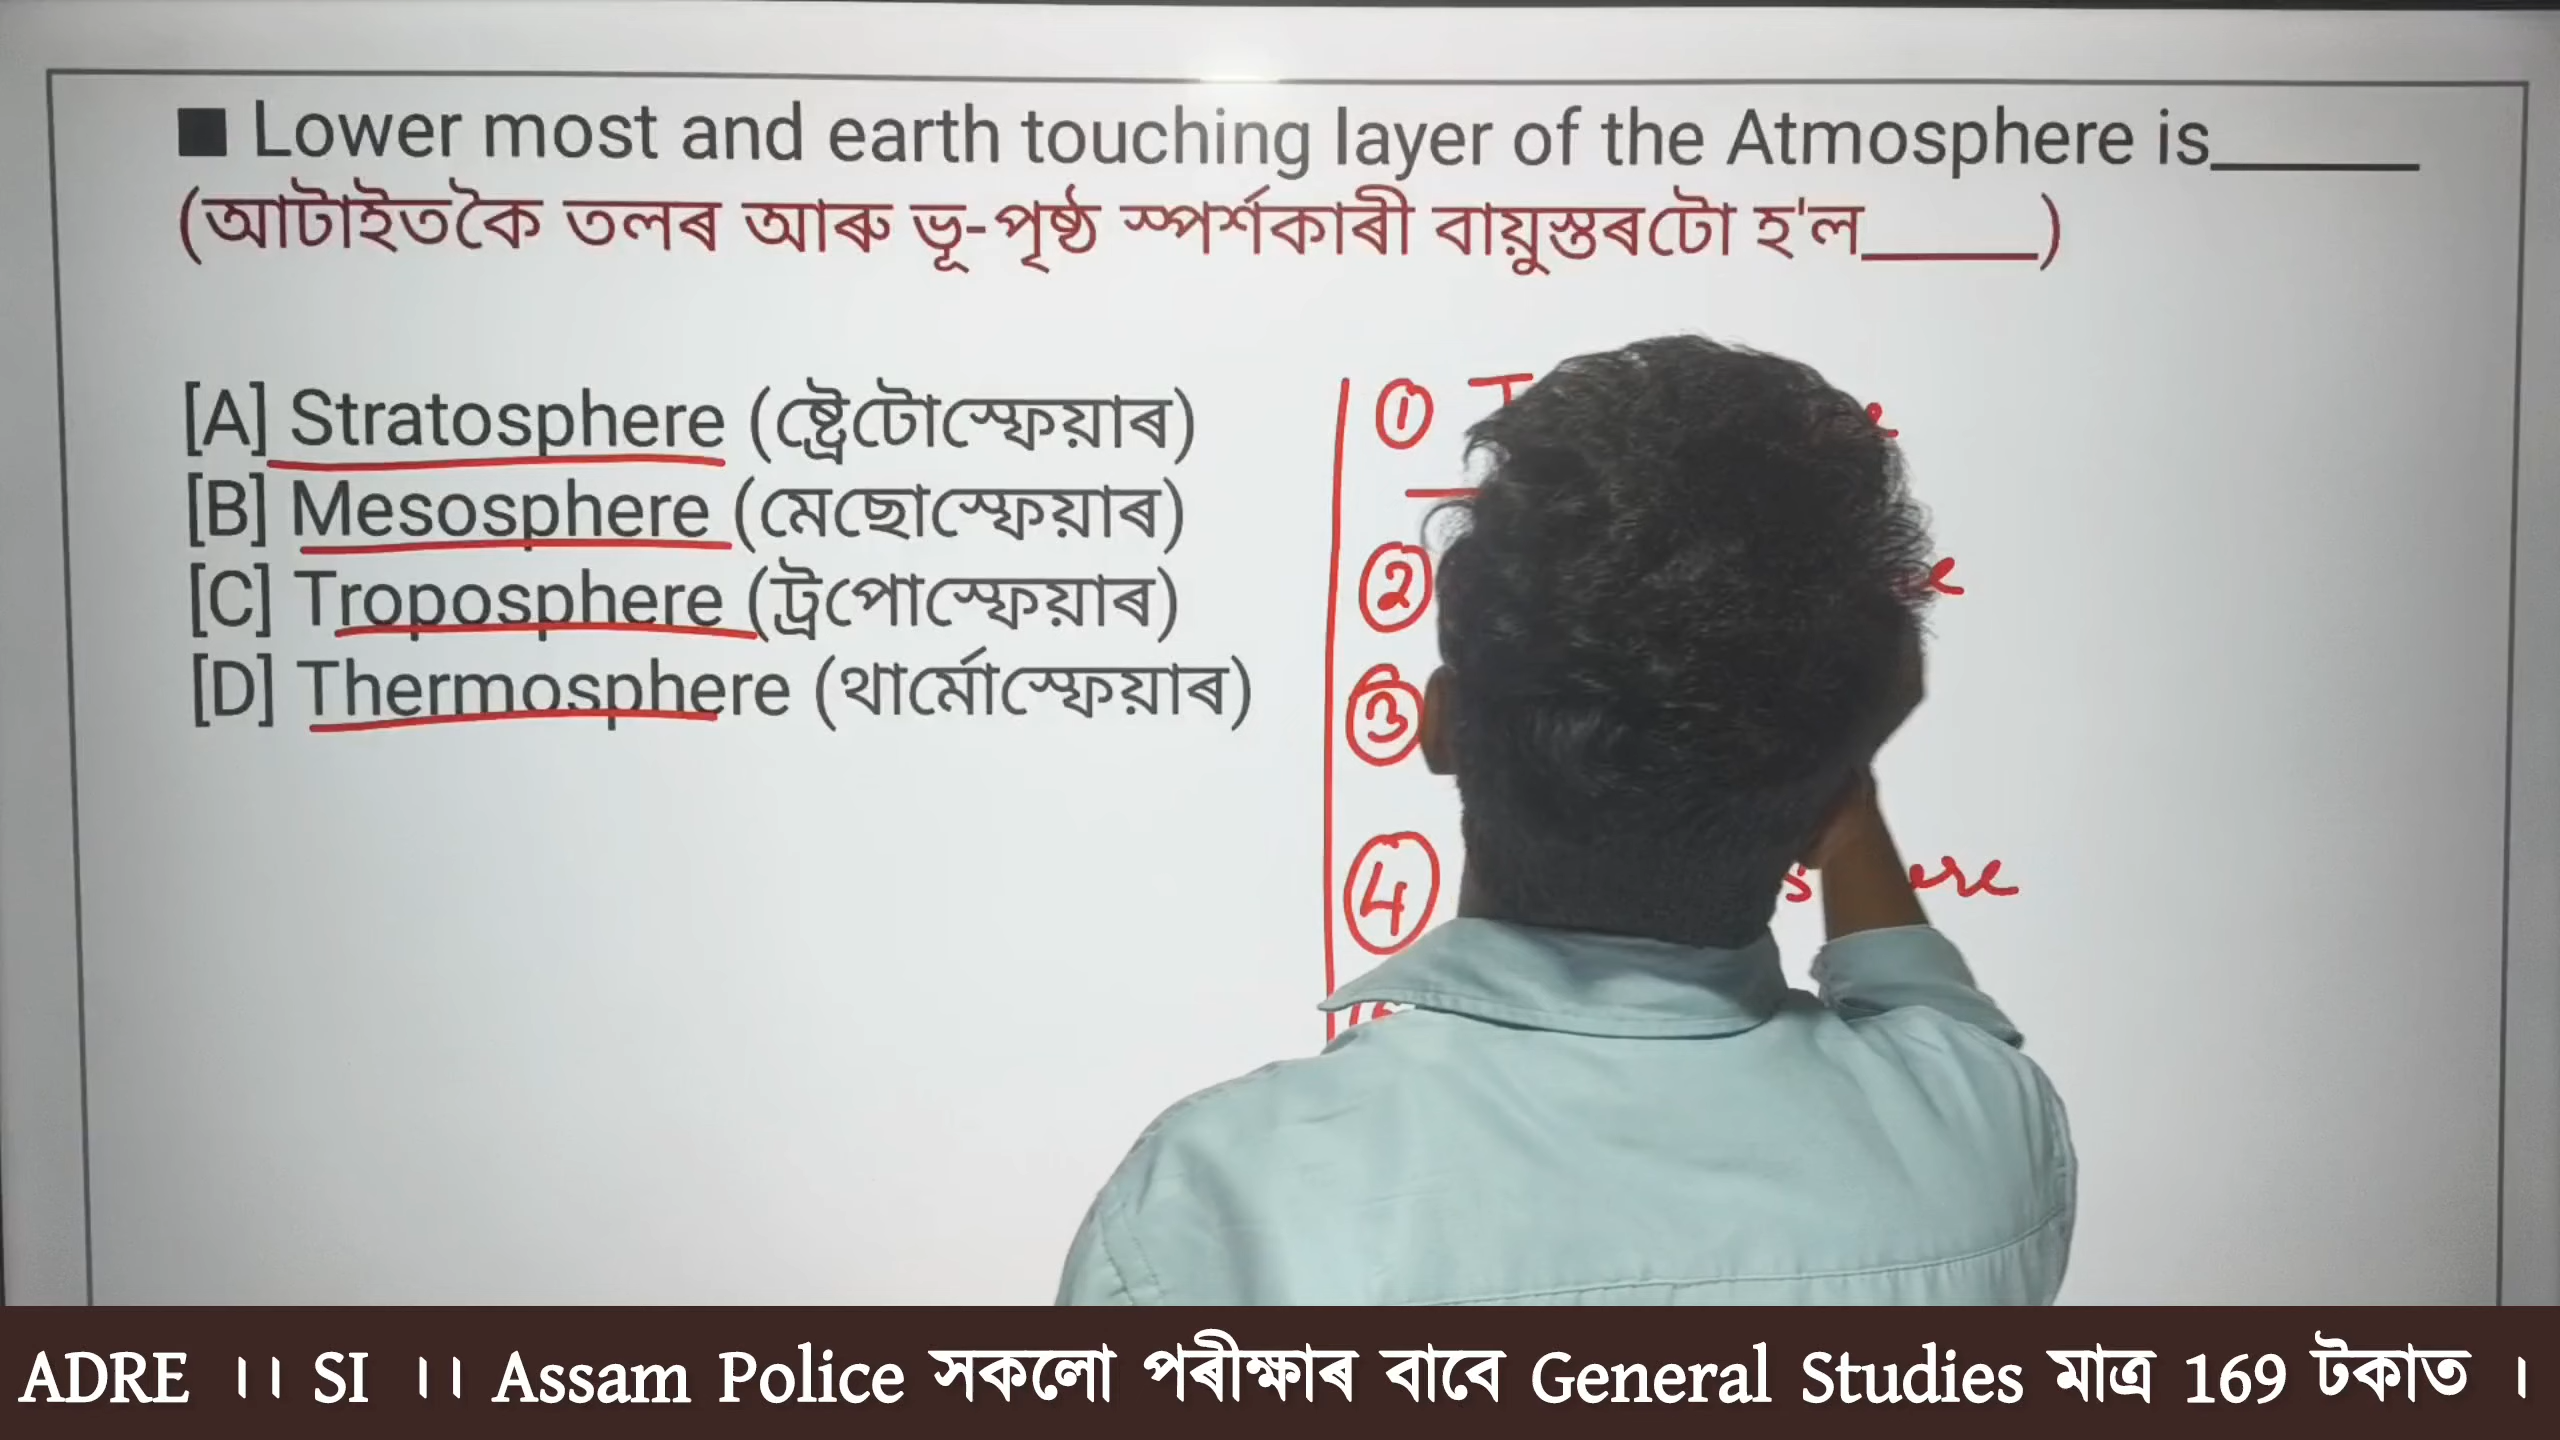 ■ Lower most and earth touching layer of the Atmosphere is_____
(আটাইতকৈ তলৰ আৰু ভূ-পৃষ্ঠ স্পৰ্শকাৰী বায়ুস্তৰটো হ'ল_____)
[A] Stratosphere (ষ্ট্ৰেটোস্ফেয়াৰ)
[B] Mesosphere (মেছোস্ফেয়াৰ)
[C] Troposphere (ট্ৰপোস্ফেয়াৰ)
[D] Thermosphere (থাৰ্মোস্ফেয়াৰ)
①
②
③
④
ADRE ।। SI ।। Assam Police সকলো পৰীক্ষাৰ বাবে General Studies মাত্ৰ 169 টকাত ।